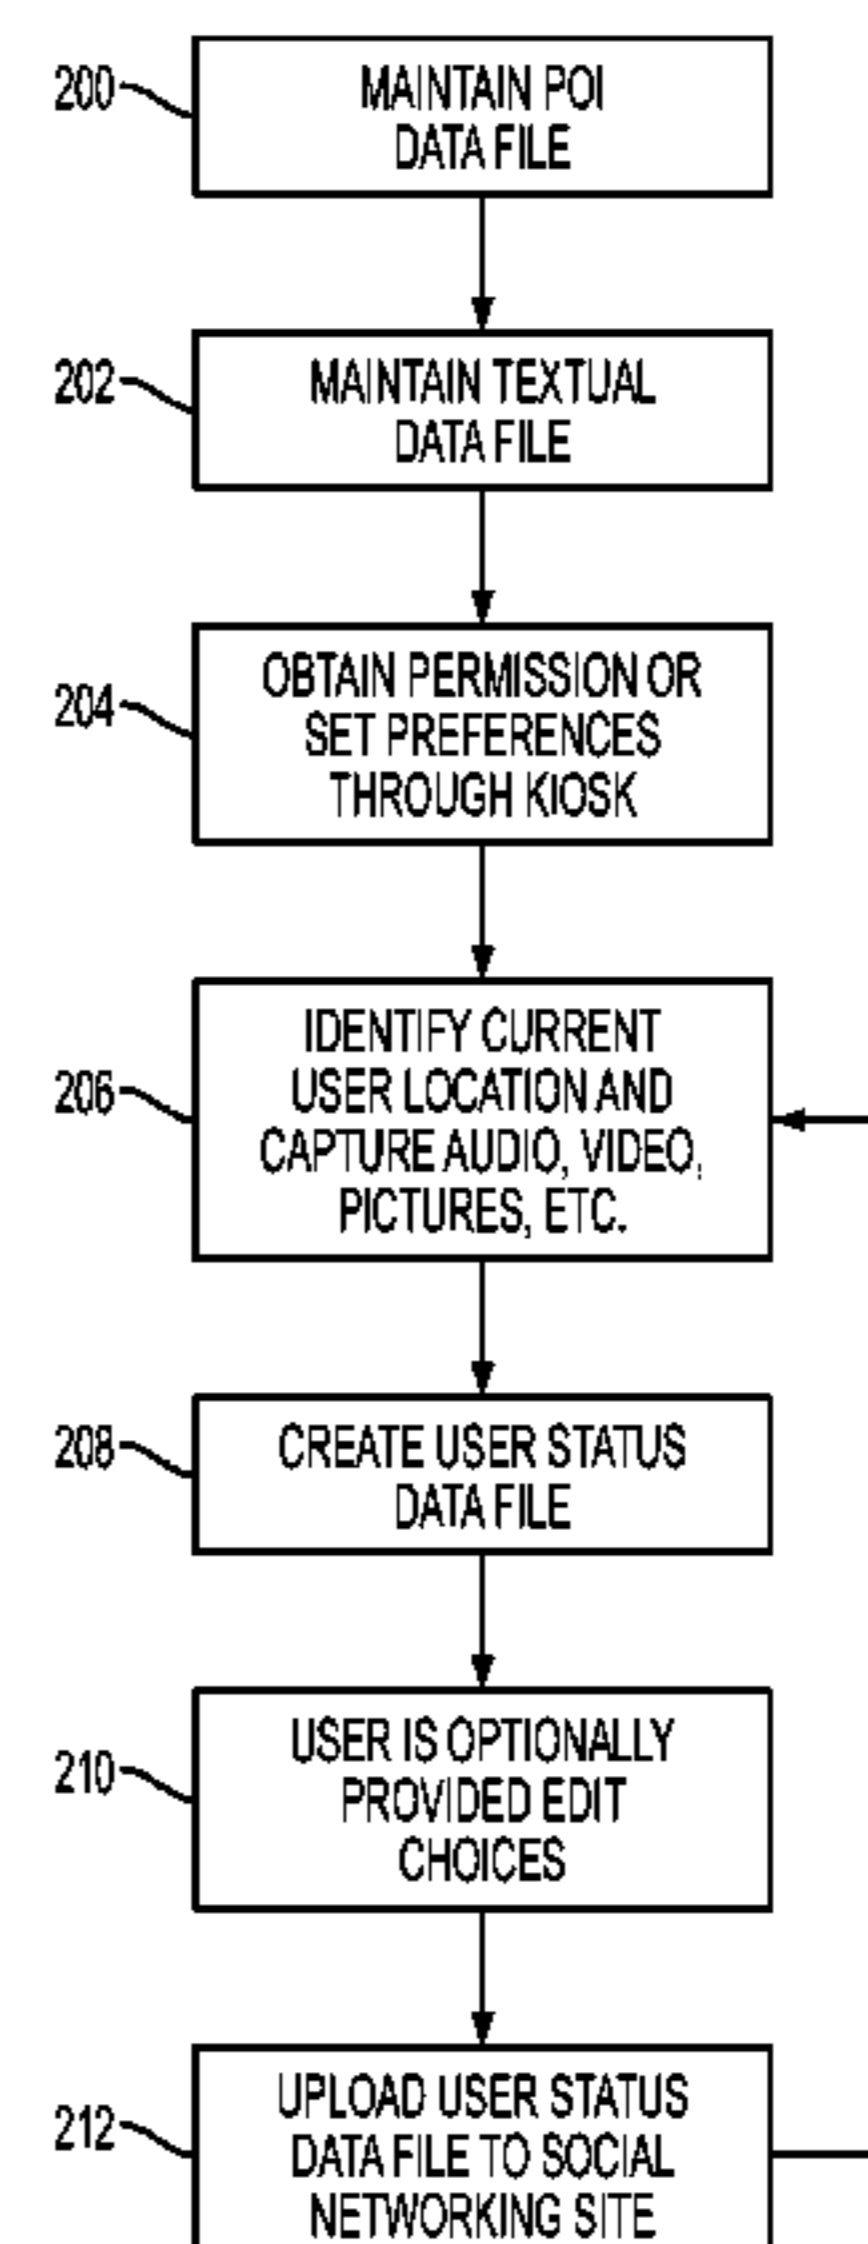 200
MAINTAIN POI
DATA FILE
202
MAINTAIN TEXTUAL
DATA FILE
204
OBTAIN PERMISSION OR
SET PREFERENCES
THROUGH KIOSK
206
IDENTIFY CURRENT
USER LOCATION AND
CAPTURE AUDIO, VIDEO,
PICTURES, ETC.
208
CREATE USER STATUS
DATA FILE
210
USER IS OPTIONALLY
PROVIDED EDIT
CHOICES
212
UPLOAD USER STATUS
DATA FILE TO SOCIAL
NETWORKING SITE